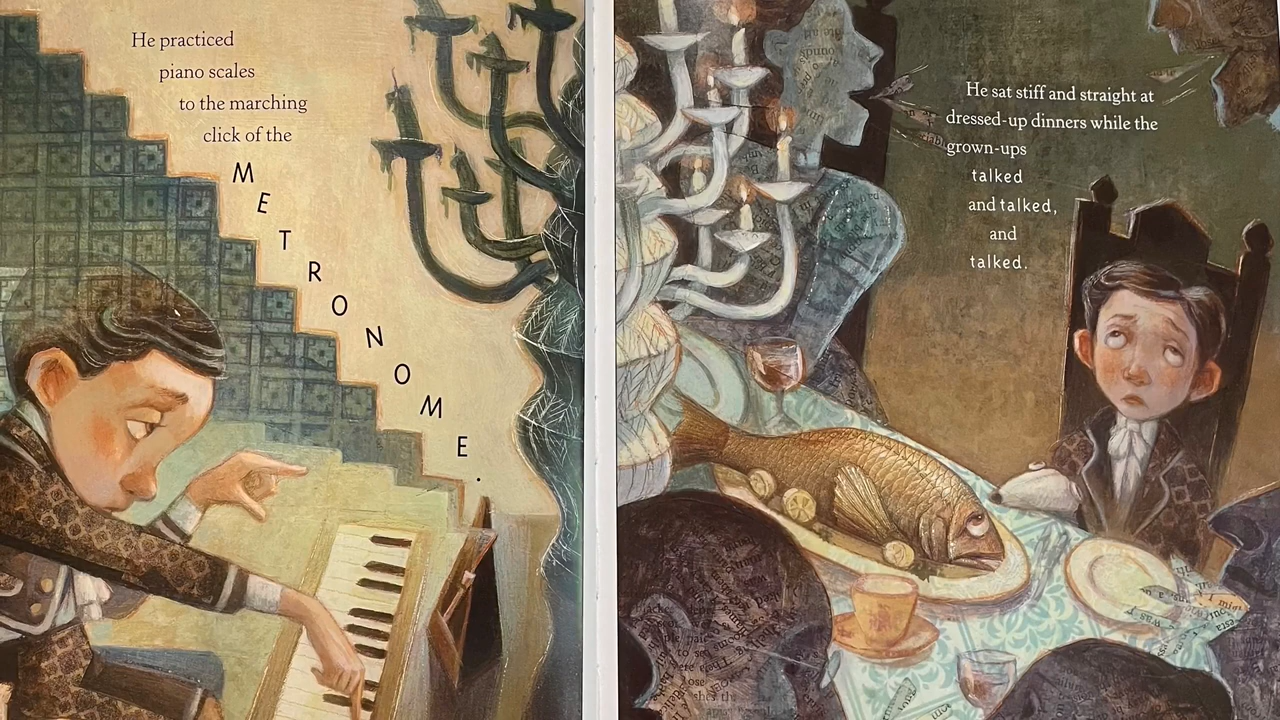 He practiced
piano scales
to the marching
click of the
METRONOME.
He sat stiff and straight at
dressed-up dinners while the
grown-ups
talked
and talked,
and
talked.